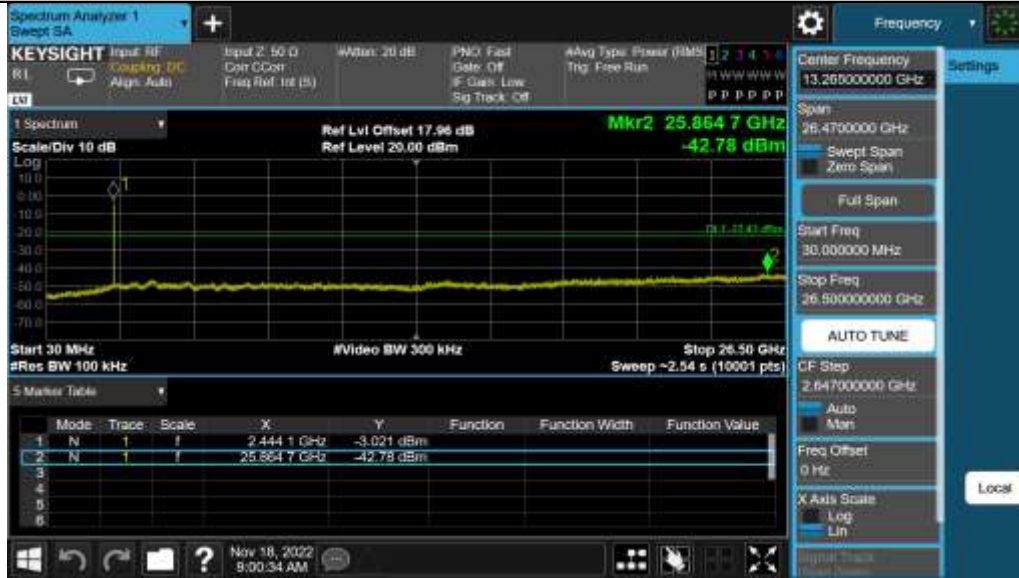 Spectrum Analyzer 1
Swept SA
+
Frequency
KEYSIGHT
Input: RF
Coupling: DC
Align: Auto
Input Z: 50 Ω
Corr CCorr
Freq Ref: Int (S)
#Atten: 20 dB
PNO: Fast
Gate: Off
IF Gain: Low
Sig Track: Off
#Avg Type: Power (RMS)
Trig: Free Run
1 2 3 4 5 6
M W W W W W
P P P P P P
R L
LXI
1 Spectrum
Scale/Div 10 dB
Ref Lvl Offset 17.96 dB
Ref Level 20.00 dBm
Mkr2 25.864 7 GHz
-42.78 dBm
Log
10.0
0.00
-10.0
-20.0
-30.0
-40.0
-50.0
-60.0
-70.0
1
2
Start 30 MHz
#Res BW 100 kHz
#Video BW 300 kHz
Stop 26.50 GHz
Sweep ~2.54 s (10001 pts)
5 Marker Table
Mode Trace Scale X Y Function Function Width Function Value
1 N 1 f 2.444 1 GHz -3.021 dBm
2 N 1 f 25.864 7 GHz -42.78 dBm
3
4
5
6
Nov 18, 2022
9:00:34 AM
?
Center Frequency
13.265000000 GHz
Settings
Span
26.4700000 GHz
Swept Span
Zero Span
Full Span
Start Freq
30.000000 MHz
Stop Freq
26.500000000 GHz
AUTO TUNE
CF Step
2.647000000 GHz
Auto
Man
Freq Offset
0 Hz
X Axis Scale
Log
Lin
Signal Track
Local